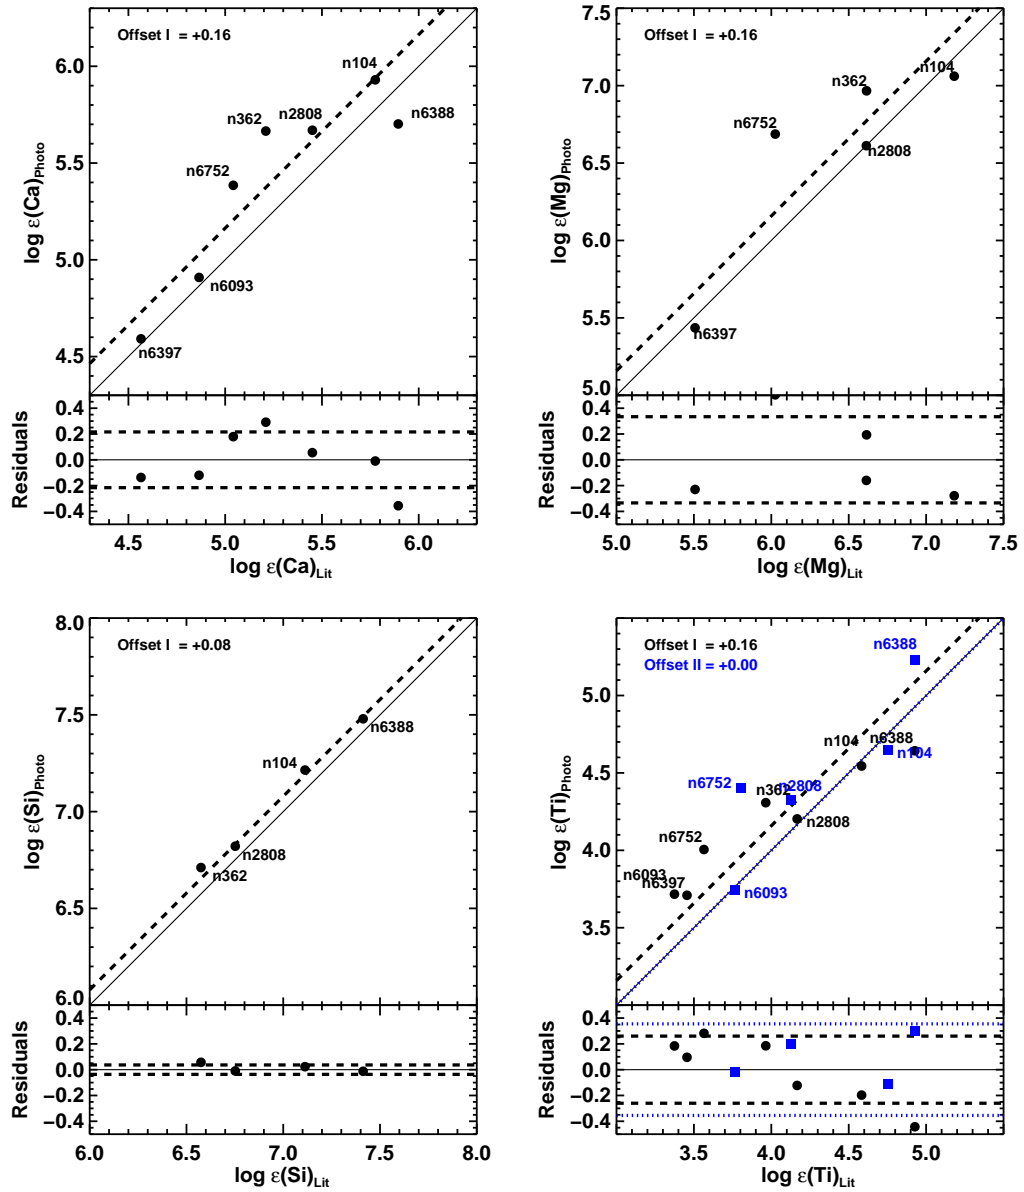 Offset I = +0.16
n104
n2808
n6388
n362
n6752
n6093
n6397
log ε(Ca)Photo
6.0
5.5
5.0
4.5
Residuals
0.4
0.2
0.0
−0.2
−0.4
4.5 5.0 5.5 6.0
log ε(Ca)Lit
Offset I = +0.16
n104
n362
n6752
n2808
n6397
log ε(Mg)Photo
7.5
7.0
6.5
6.0
5.5
5.0
Residuals
0.4
0.2
0.0
−0.2
−0.4
5.0 5.5 6.0 6.5 7.0 7.5
log ε(Mg)Lit
Offset I = +0.08
n6388
n104
n2808
n362
log ε(Si)Photo
8.0
7.5
7.0
6.5
6.0
Residuals
0.4
0.2
0.0
−0.2
−0.4
6.0 6.5 7.0 7.5 8.0
log ε(Si)Lit
Offset I = +0.16
Offset II = +0.00
n6388
n104
n6388
n104
n6752
n2808
n362
n2808
n6752
n6093
n6397
n6093
log ε(Ti)Photo
5.0
4.5
4.0
3.5
Residuals
0.4
0.2
0.0
−0.2
−0.4
3.5 4.0 4.5 5.0
log ε(Ti)Lit